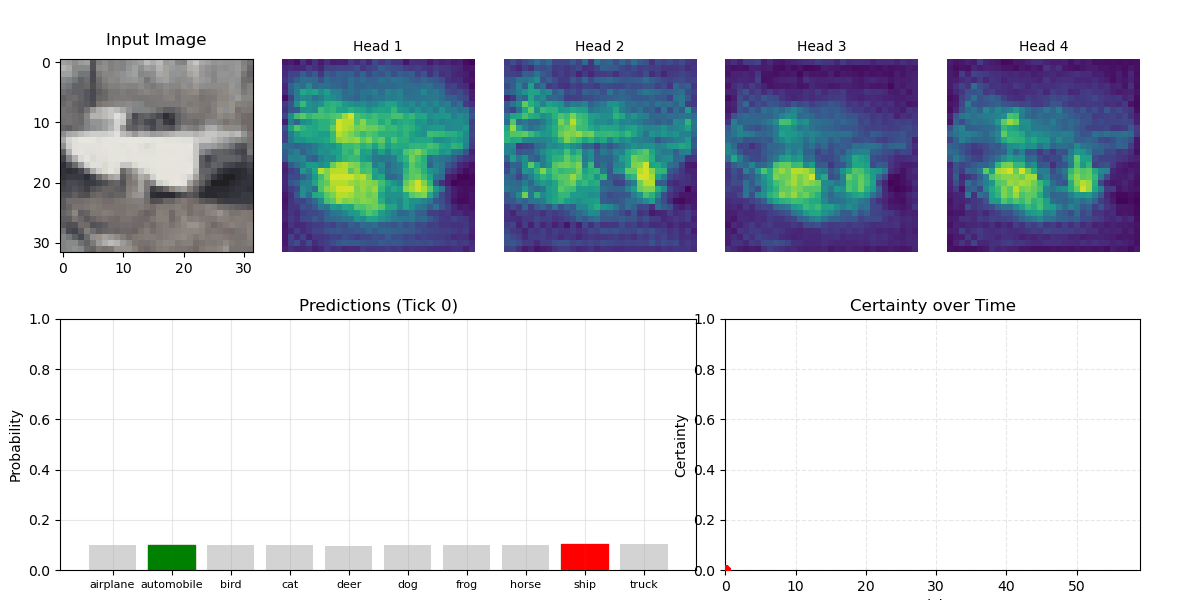 Input Image
Head 1
Head 2
Head 3
Head 4
0
10
20
30
0 10 20 30
Predictions (Tick 0)
Certainty over Time
1.0
0.8
0.6
0.4
0.2
0.0
Probability
airplane automobile bird cat deer dog frog horse ship truck
1.0
0.8
0.6
0.4
0.2
0.0
Certainty
0 10 20 30 40 50